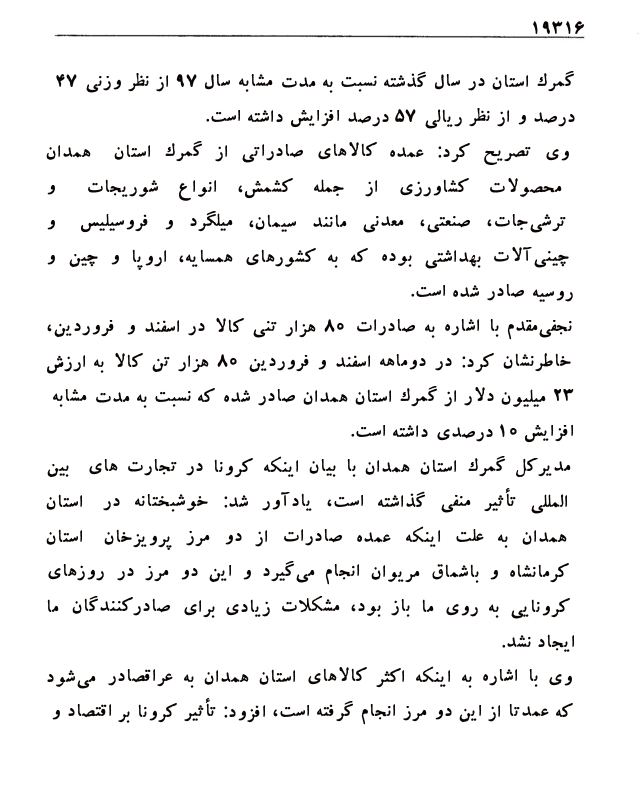 ۱۹۳۱۶
گمرك استان در سال گذشته نسبت به مدت مشابه سال ۹۷ از نظر وزنی ۴۷
درصد و از نظر ریالی ۵۷ درصد افزایش داشته است.
وی تصریح کرد: عمده کالاهای صادراتی از گمرك استان همدان
محصولات کشاورزی از جمله کشمش، انواع شوریجات و
ترشی‌جات، صنعتی، معدنی مانند سیمان، میلگرد و فروسیلیس و
چینی‌آلات بهداشتی بوده که به کشورهای همسایه، اروپا و چین و
روسیه صادر شده است.
نجفی‌مقدم با اشاره به صادرات ۸۰ هزار تنی کالا در اسفند و فروردین،
خاطرنشان کرد: در دوماهه اسفند و فروردین ۸۰ هزار تن کالا به ارزش
۲۳ میلیون دلار از گمرك استان همدان صادر شده که نسبت به مدت مشابه
افزایش ۱۰ درصدی داشته است.
مدیرکل گمرك استان همدان با بیان اینکه کرونا در تجارت های بین
المللی تأثیر منفی گذاشته است، یادآور شد: خوشبختانه در استان
همدان به علت اینکه عمده صادرات از دو مرز پرویزخان استان
کرمانشاه و باشماق مریوان انجام می‌گیرد و این دو مرز در روزهای
کرونایی به روی ما باز بود، مشکلات زیادی برای صادرکنندگان ما
ایجاد نشد.
وی با اشاره به اینکه اکثر کالاهای استان همدان به عراقصادر می‌شود
که عمدتا از این دو مرز انجام گرفته است، افزود: تأثیر کرونا بر اقتصاد و